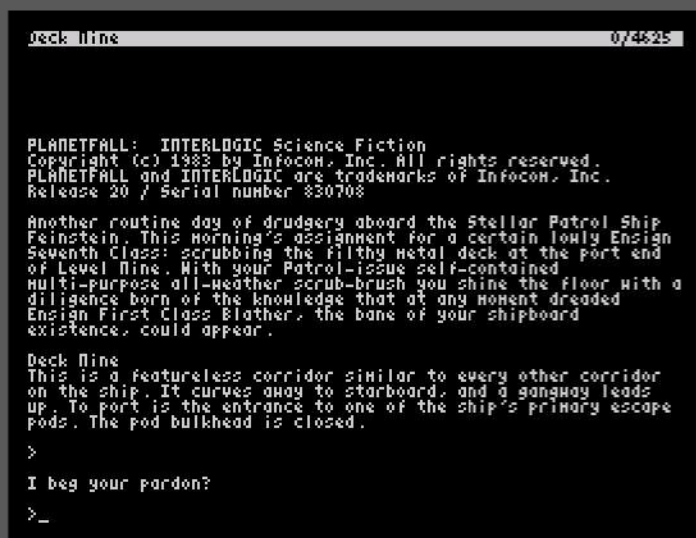 Deck Nine 0/4625
PLANETFALL: INTERLOGIC Science Fiction
Copyright (c) 1983 by Infocom, Inc. All rights reserved.
PLANETFALL and INTERLOGIC are trademarks of Infocom, Inc.
Release 20 / Serial number 830708
Another routine day of drudgery aboard the Stellar Patrol Ship
Feinstein. This morning's assignment for a certain lowly Ensign
Seventh Class: scrubbing the filthy metal deck at the port end
of Level Nine. With your Patrol-issue self-contained
multi-purpose all-weather scrub-brush you shine the floor with a
diligence born of the knowledge that at any moment dreaded
Ensign First Class Blather, the bane of your shipboard
existence, could appear.
Deck Nine
This is a featureless corridor similar to every other corridor
on the ship. It curves away to starboard, and a gangway leads
up. To port is the entrance to one of the ship's primary escape
pods. The pod bulkhead is closed.
>
I beg your pardon?
>_